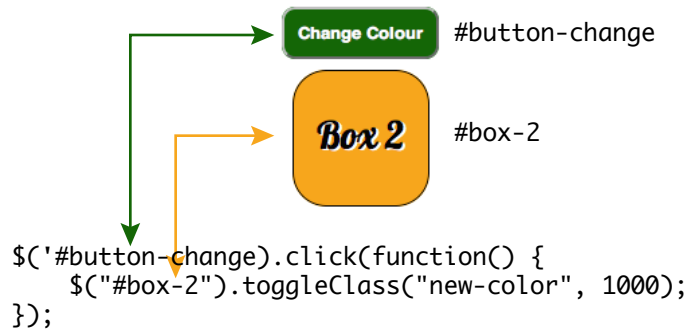 Change Colour #button-change
Box 2 #box-2
$('#button-change).click(function() {
    $("#box-2").toggleClass("new-color", 1000);
});